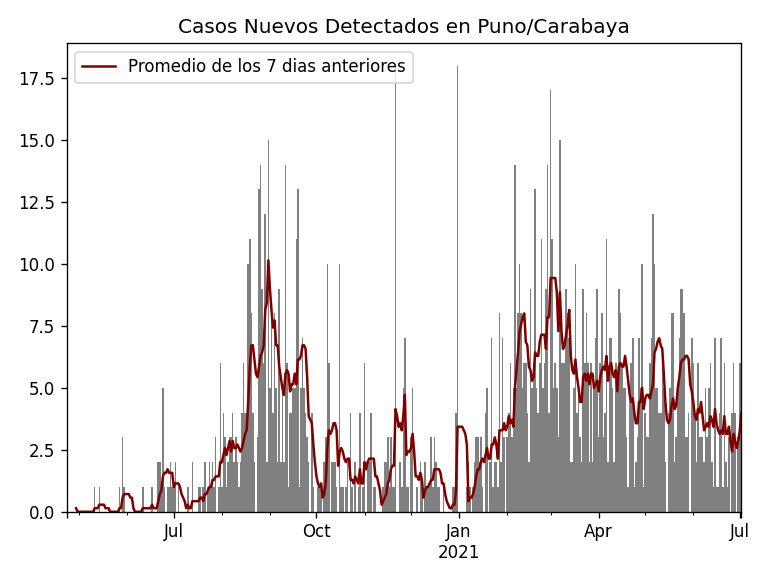 Casos Nuevos Detectados en Puno/Carabaya
Promedio de los 7 dias anteriores
17.5
15.0
12.5
10.0
7.5
5.0
2.5
0.0
Jul
Oct
Jan
2021
Apr
Jul